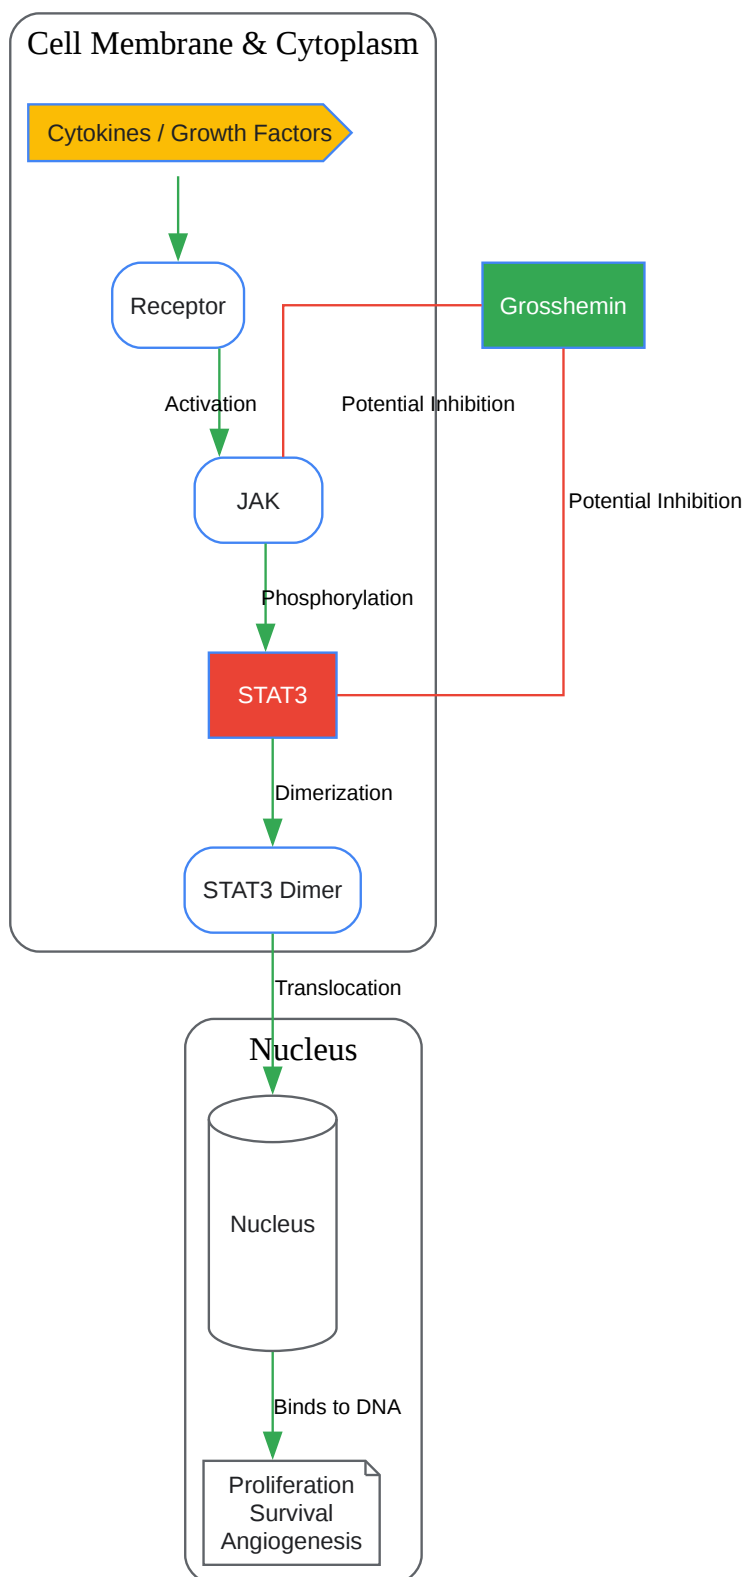 Cell Membrane & Cytoplasm
Cytokines / Growth Factors
Receptor
Grosshemin
Activation
Potential Inhibition
JAK
Potential Inhibition
Phosphorylation
STAT3
Dimerization
STAT3 Dimer
Translocation
Nucleus
Nucleus
Binds to DNA
Proliferation
Survival
Angiogenesis